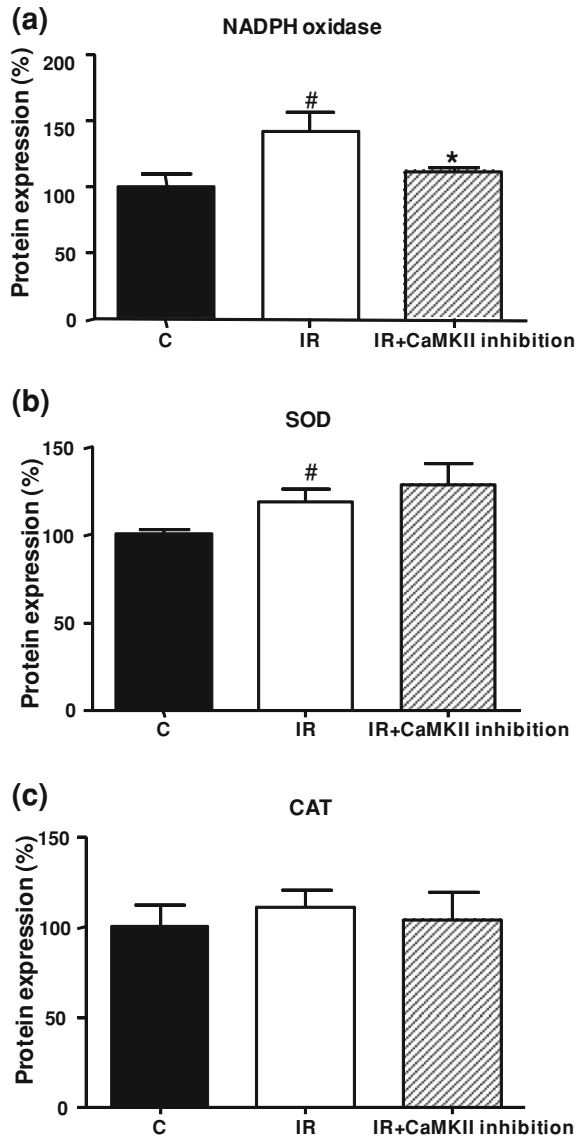 (a)
NADPH oxidase
Protein expression (%)
200
150
100
50
0
#
*
C IR IR+CaMKII inhibition
(b)
SOD
Protein expression (%)
150
100
50
0
#
C IR IR+CaMKII inhibition
(c)
CAT
Protein expression (%)
150
100
50
0
C IR IR+CaMKII inhibition